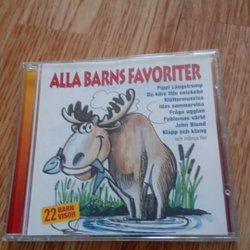 ALLA BARNS FAVORITER
Pippi Långstrump
Du käre lille snickerbo
Klättermusvisa
Idas sommarvisa
Fråga ugglan
Fablernas värld
John Blund
Klapp och klang
och många fler
22 BARN
VISOR